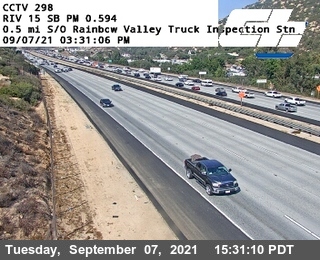 CCTV 298
RIV 15 SB PM 0.594
0.5 mi S/O Rainbow Valley Truck Inspection Stn
09/07/21 03:31:06 PM
Tuesday, September 07, 2021 15:31:10 PDT